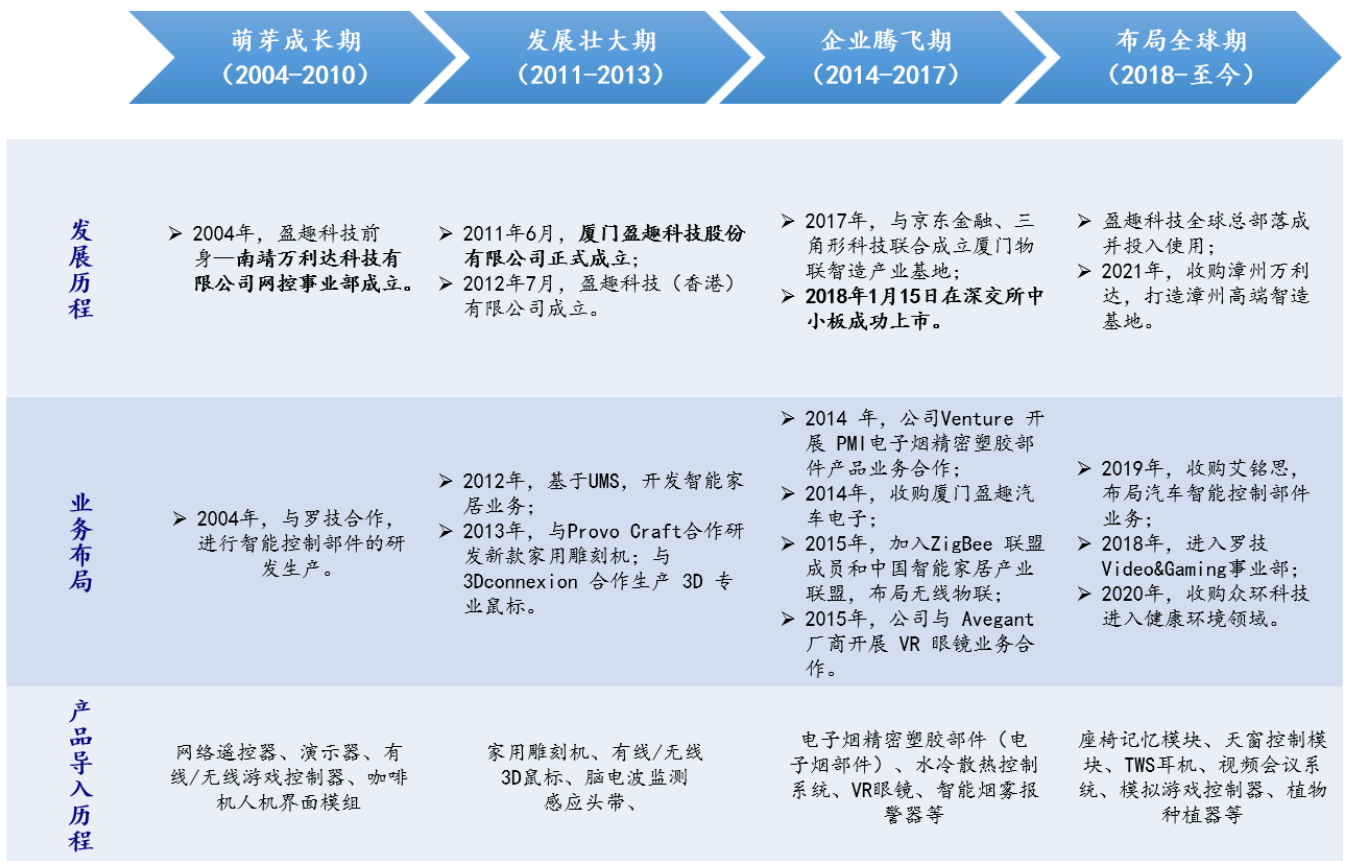 萌芽成长期
（2004-2010）
发展壮大期
（2011-2013）
企业腾飞期
（2014-2017）
布局全球期
（2018-至今）
发展历程
➢ 2004年，盈趣科技前
身—南靖万利达科技有
限公司网控事业部成立。
➢ 2011年6月，厦门盈趣科技股份
有限公司正式成立；
➢ 2012年7月，盈趣科技（香港）
有限公司成立。
➢ 2017年，与京东金融、三
角形科技联合成立厦门物
联智造产业基地；
➢ 2018年1月15日在深交所中
小板成功上市。
➢ 盈趣科技全球总部落成
并投入使用；
➢ 2021年，收购漳州万利
达，打造漳州高端智造
基地。
业务布局
➢ 2004年，与罗技合作，
进行智能控制部件的研
发生产。
➢ 2012年，基于UMS，开发智能家
居业务；
➢ 2013年，与Provo Craft合作研
发新款家用雕刻机；与
3Dconnexion 合作生产 3D 专
业鼠标。
➢ 2014 年，公司Venture 开
展 PMI电子烟精密塑胶部
件产品业务合作；
➢ 2014年，收购厦门盈趣汽
车电子；
➢ 2015年，加入ZigBee 联盟
成员和中国智能家居产业
联盟，布局无线物联；
➢ 2015年，公司与 Avegant
厂商开展 VR 眼镜业务合
作。
➢ 2019年，收购艾铭思，
布局汽车智能控制部件
业务；
➢ 2018年，进入罗技
Video&Gaming事业部；
➢ 2020年，收购众环科技
进入健康环境领域。
产品导入历程
网络遥控器、演示器、有
线/无线游戏控制器、咖啡
机人机界面模组
家用雕刻机、有线/无线
3D鼠标、脑电波监测
感应头带、
电子烟精密塑胶部件（电
子烟部件）、水冷散热控制
系统、VR眼镜、智能烟雾报
警器等
座椅记忆模块、天窗控制模
块、TWS耳机、视频会议系
统、模拟游戏控制器、植物
种植器等